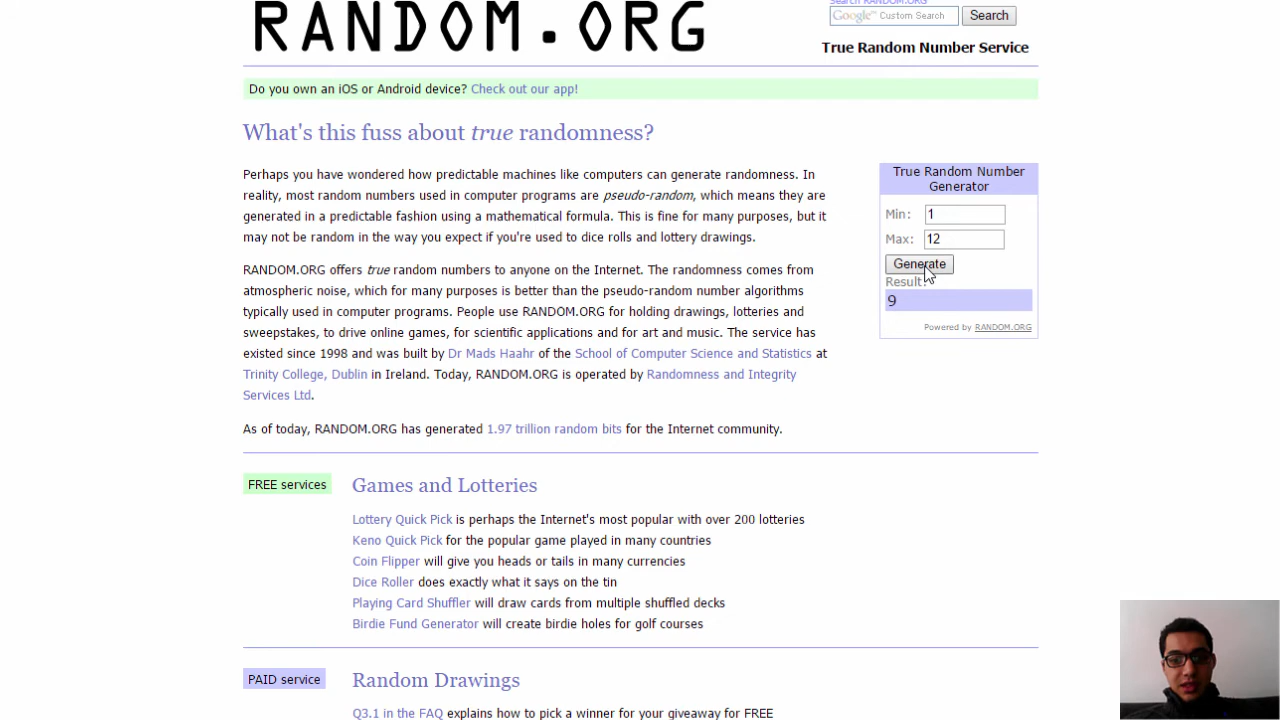 Search RANDOM.ORG
RANDOM.ORG
Google™ Custom Search Search
True Random Number Service
Do you own an iOS or Android device? Check out our app!
What's this fuss about true randomness?
Perhaps you have wondered how predictable machines like computers can generate randomness. In
reality, most random numbers used in computer programs are pseudo-random, which means they are
generated in a predictable fashion using a mathematical formula. This is fine for many purposes, but it
may not be random in the way you expect if you're used to dice rolls and lottery drawings.
RANDOM.ORG offers true random numbers to anyone on the Internet. The randomness comes from
atmospheric noise, which for many purposes is better than the pseudo-random number algorithms
typically used in computer programs. People use RANDOM.ORG for holding drawings, lotteries and
sweepstakes, to drive online games, for scientific applications and for art and music. The service has
existed since 1998 and was built by Dr Mads Haahr of the School of Computer Science and Statistics at
Trinity College, Dublin in Ireland. Today, RANDOM.ORG is operated by Randomness and Integrity
Services Ltd.
As of today, RANDOM.ORG has generated 1.97 trillion random bits for the Internet community.
True Random Number
Generator
Min: 1
Max: 12
Generate
Result:
9
Powered by RANDOM.ORG
FREE services
Games and Lotteries
Lottery Quick Pick is perhaps the Internet's most popular with over 200 lotteries
Keno Quick Pick for the popular game played in many countries
Coin Flipper will give you heads or tails in many currencies
Dice Roller does exactly what it says on the tin
Playing Card Shuffler will draw cards from multiple shuffled decks
Birdie Fund Generator will create birdie holes for golf courses
PAID service
Random Drawings
Q3.1 in the FAQ explains how to pick a winner for your giveaway for FREE